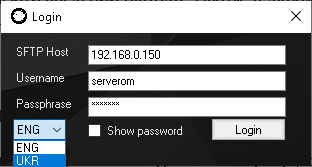 Login
SFTP Host 192.168.0.150
Username serverom
Passphrase *******
ENG Show password Login
ENG
UKR